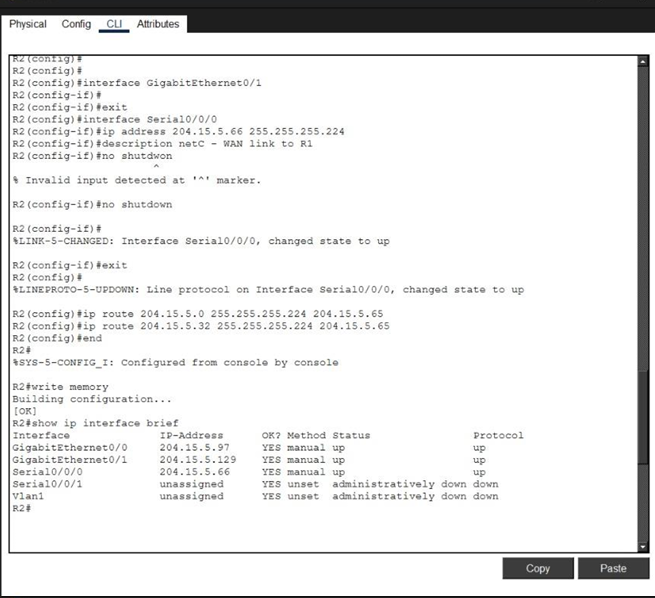 Physical Config CLI Attributes
R2(config)#
R2(config)#
R2(config)#interface GigabitEthernet0/1
R2(config-if)#
R2(config-if)#exit
R2(config)#interface Serial0/0/0
R2(config-if)#ip address 204.15.5.66 255.255.255.224
R2(config-if)#description netC - WAN link to R1
R2(config-if)#no shutdwon
^
% Invalid input detected at '^' marker.
R2(config-if)#no shutdown
R2(config-if)#
%LINK-5-CHANGED: Interface Serial0/0/0, changed state to up
R2(config-if)#exit
R2(config)#
%LINEPROTO-5-UPDOWN: Line protocol on Interface Serial0/0/0, changed state to up
R2(config)#ip route 204.15.5.0 255.255.255.224 204.15.5.65
R2(config)#ip route 204.15.5.32 255.255.255.224 204.15.5.65
R2(config)#end
R2#
%SYS-5-CONFIG_I: Configured from console by console
R2#write memory
Building configuration...
[OK]
R2#show ip interface brief
Interface IP-Address OK? Method Status Protocol
GigabitEthernet0/0 204.15.5.97 YES manual up up
GigabitEthernet0/1 204.15.5.129 YES manual up up
Serial0/0/0 204.15.5.66 YES manual up up
Serial0/0/1 unassigned YES unset administratively down down
Vlan1 unassigned YES unset administratively down down
R2#
Copy Paste